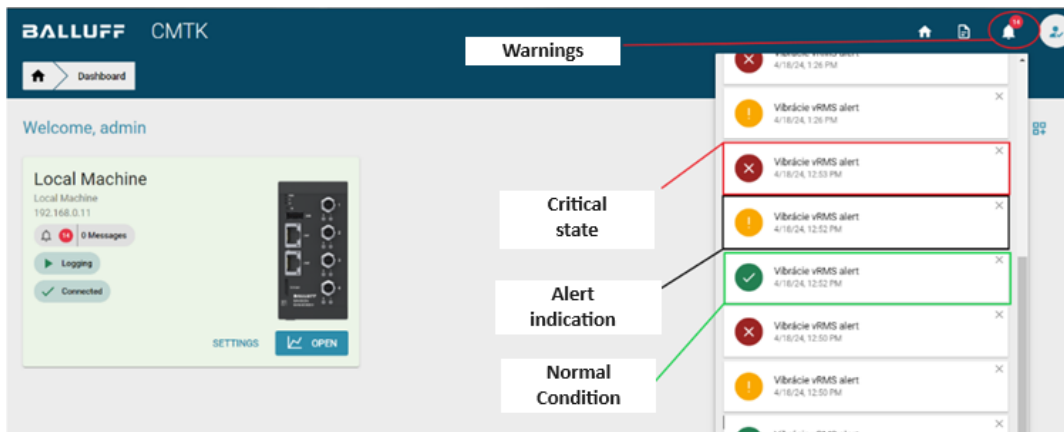 BALLUFF CMTK
14
Warnings
Dashboard
Vibrácie vRMS alert
4/18/24, 1:26 PM
Vibrácie vRMS alert
4/18/24, 1:26 PM
Welcome, admin
Vibrácie vRMS alert
4/18/24, 12:53 PM
Local Machine
Local Machine
192.168.0.11
14 0 Messages
Logging
Connected
SETTINGS
OPEN
Critical
state
Vibrácie vRMS alert
4/18/24, 12:52 PM
Vibrácie vRMS alert
4/18/24, 12:52 PM
Alert
indication
Vibrácie vRMS alert
4/18/24, 12:50 PM
Normal
Condition
Vibrácie vRMS alert
4/18/24, 12:50 PM
Vibrácie vRMS alert